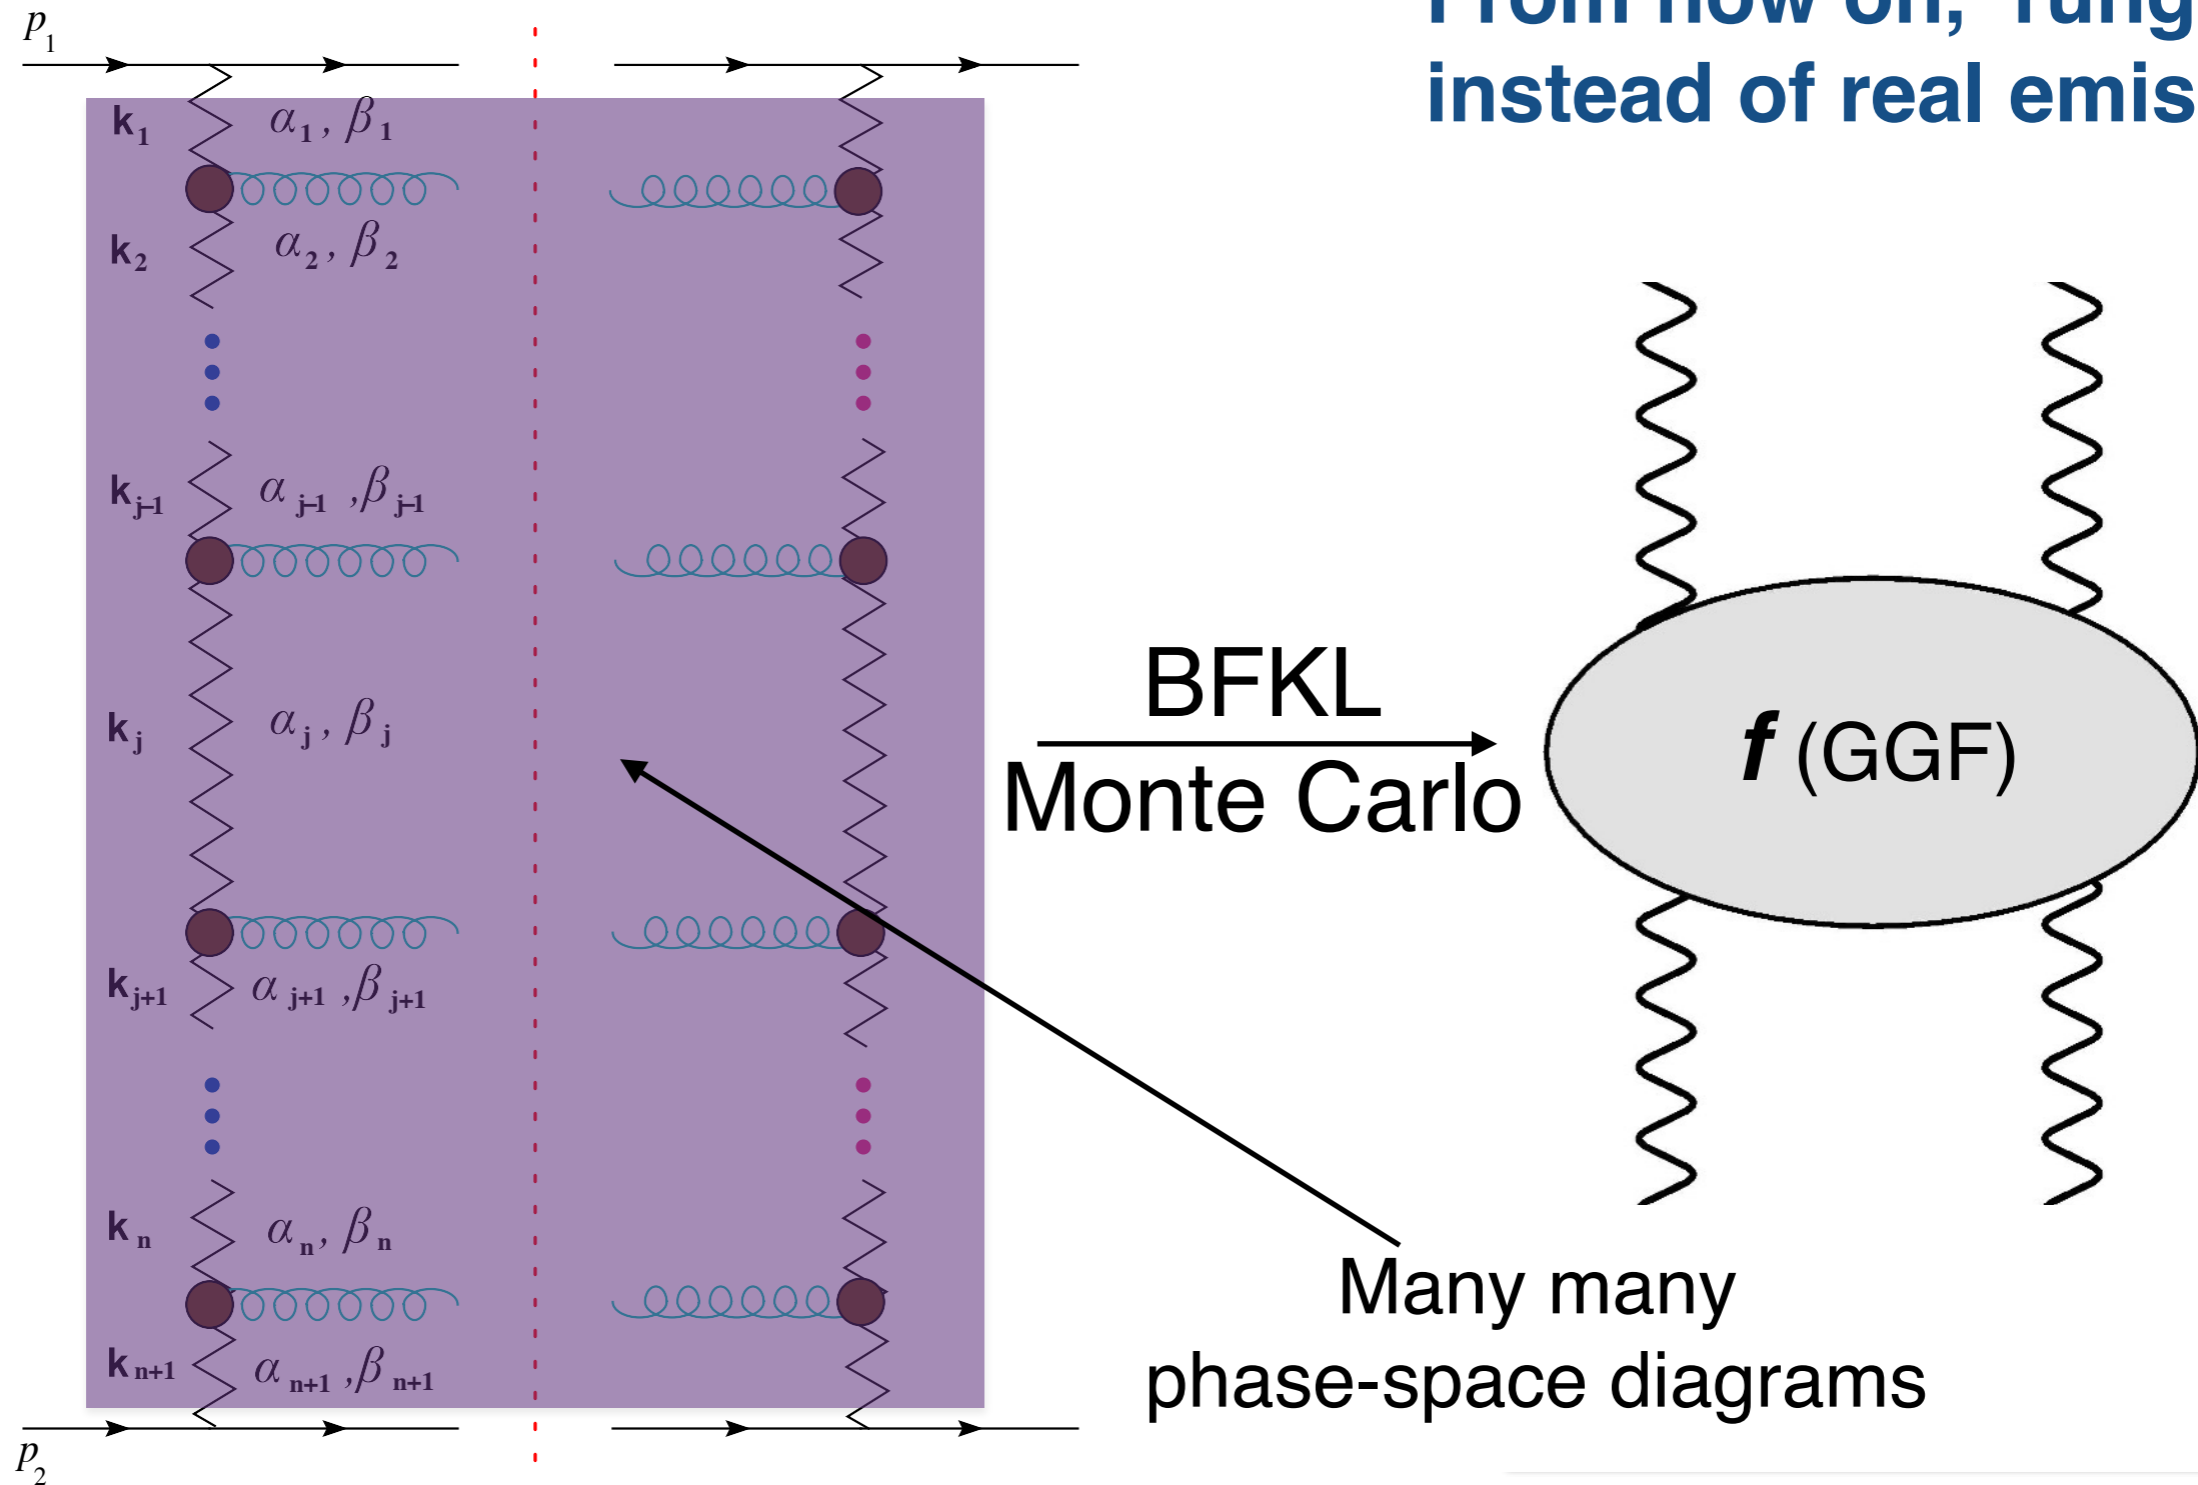 instead of real emis
p1
k1 α1, β1
k2 α2, β2
kj-1 αj-1 ,βj-1
kj αj, βj
kj+1 αj+1 ,βj+1
kn αn, βn
kn+1 αn+1 ,βn+1
p2
BFKL
Monte Carlo
f (GGF)
Many many
phase-space diagrams